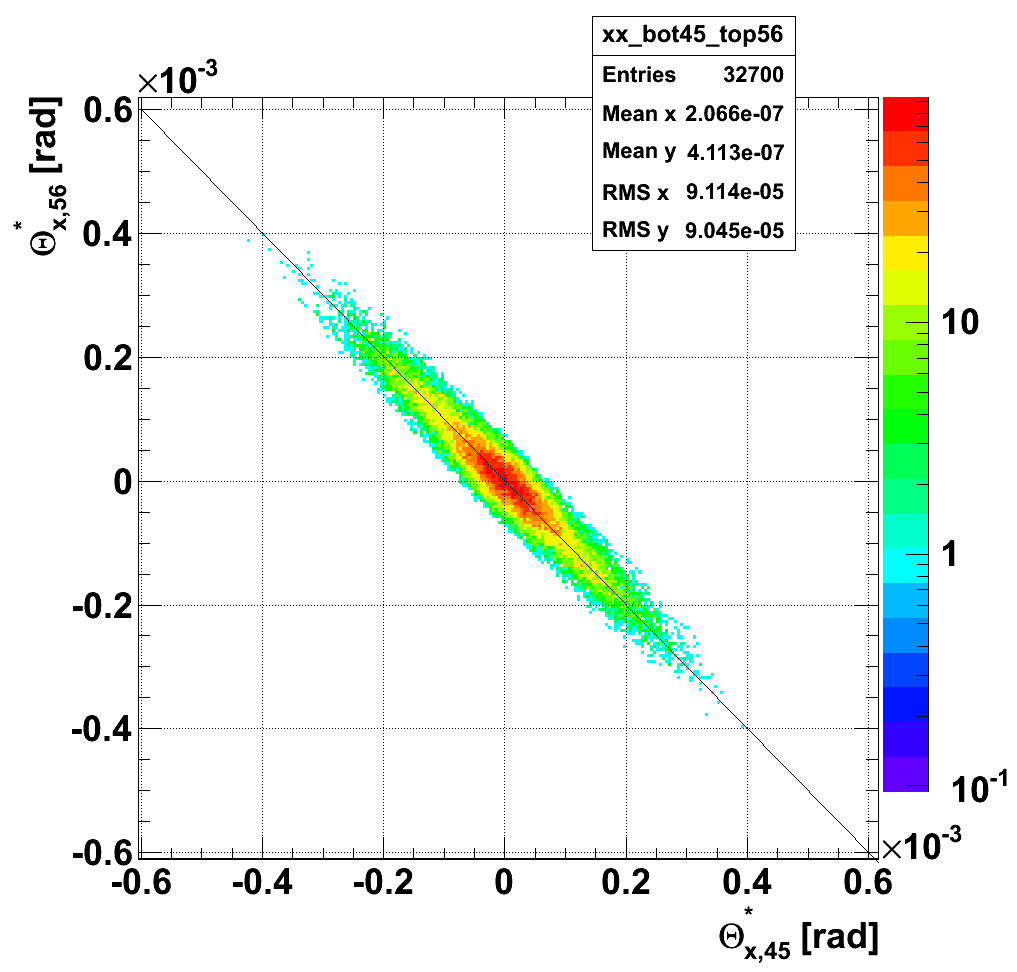 xx_bot45_top56
Entries 32700
Mean x 2.066e-07
Mean y 4.113e-07
RMS x 9.114e-05
RMS y 9.045e-05
×10⁻³
0.6
0.4
0.2
0
-0.2
-0.4
-0.6
Θ*x,56 [rad]
10
1
10⁻¹
×10⁻³
-0.6 -0.4 -0.2 0 0.2 0.4 0.6
Θ*x,45 [rad]